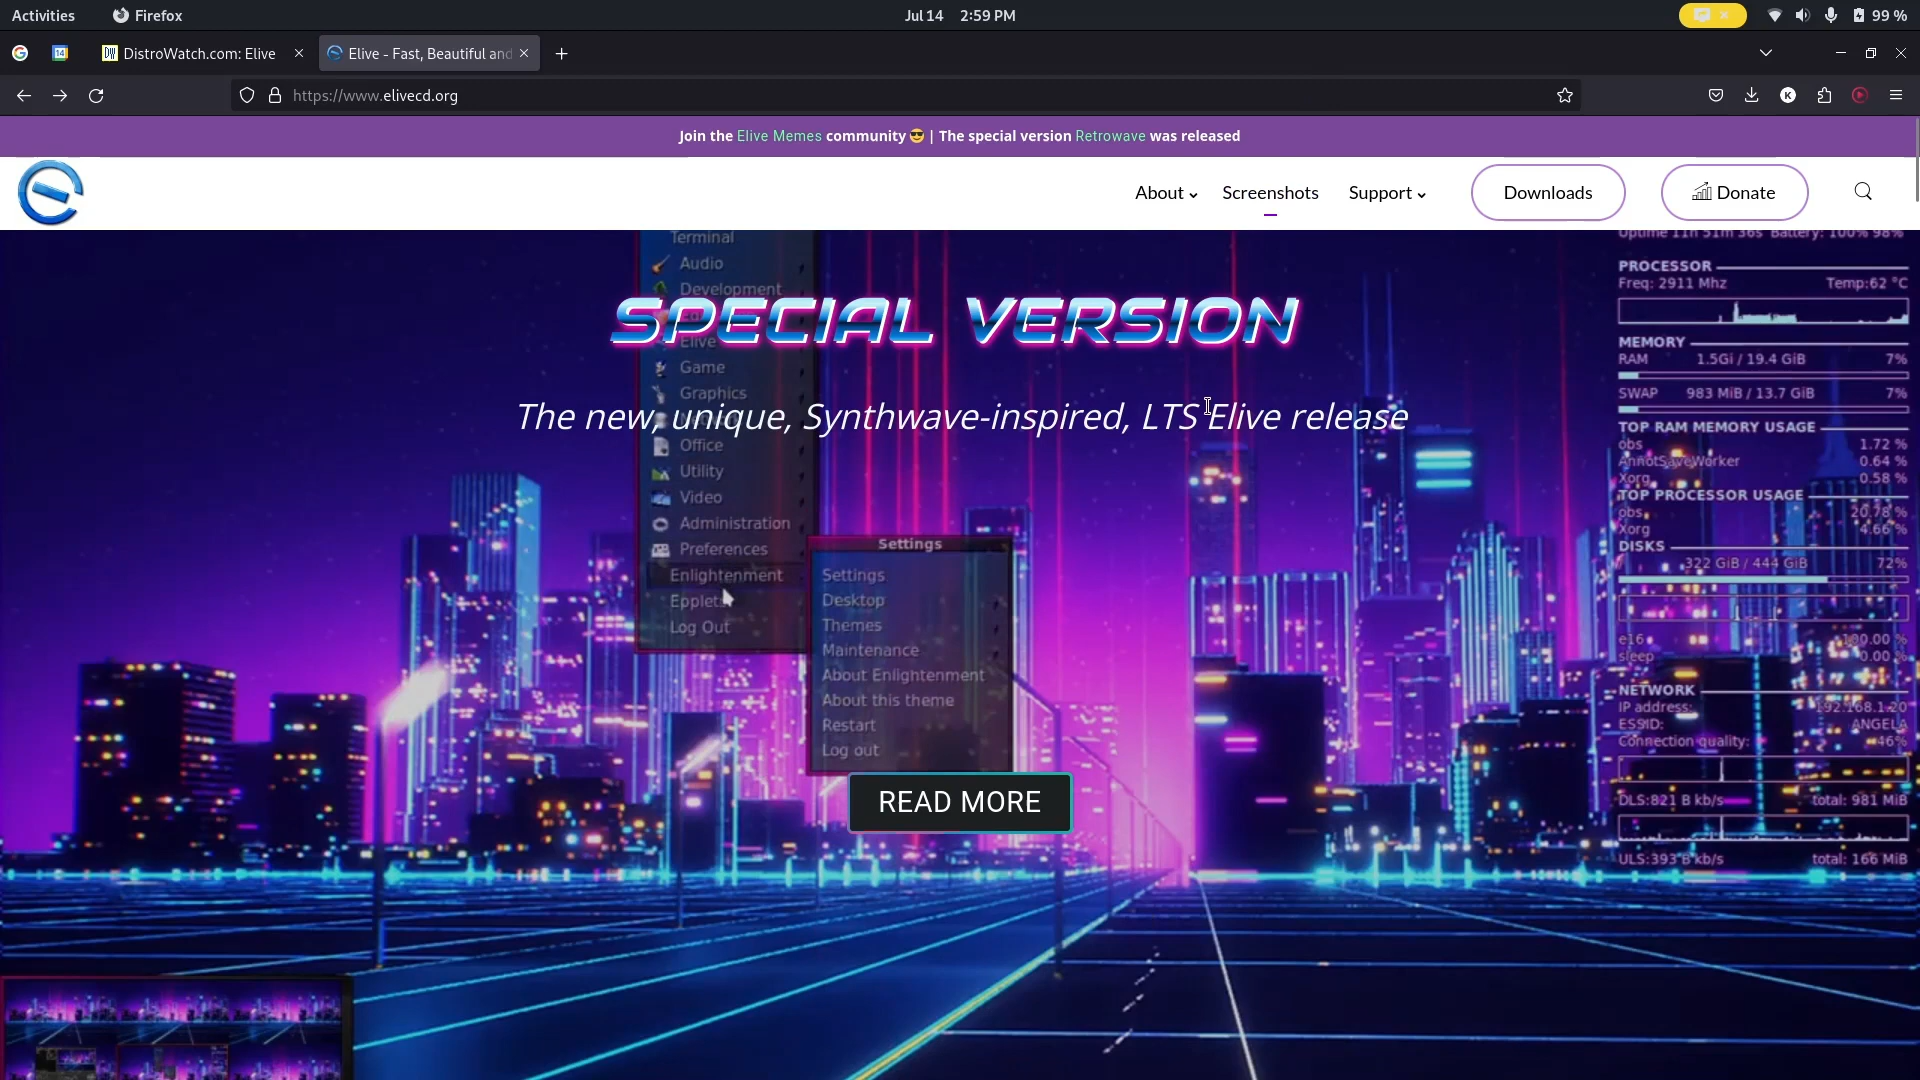 Activities
Firefox
Jul 14 2:59 PM
99 %
14
DW DistroWatch.com: Elive
Elive - Fast, Beautiful and
https://www.elivecd.org
K
Join the Elive Memes community 😎 | The special version Retrowave was released
About
Screenshots
Support
Downloads
Donate
SPECIAL VERSION
The new, unique, Synthwave-inspired, LTS Elive release
Terminal
Audio
Development
Elive
Game
Graphics
Office
Utility
Video
Administration
Preferences
Enlightenment
Epplets
Log Out
Settings
Settings
Desktop
Themes
Maintenance
About Enlightenment
About this theme
Restart
Log out
READ MORE
Uptime 11h 51m 36s Battery: 100% 98%
PROCESSOR
Freq: 2911 Mhz Temp:62 °C
MEMORY
RAM 1.5Gi / 19.4 GiB 7%
SWAP 983 MiB / 13.7 GiB 7%
TOP RAM MEMORY USAGE
obs 1.72 %
AnnotSaveWorker 0.64 %
Xorg 0.58 %
TOP PROCESSOR USAGE
obs 20.78 %
Xorg 4.66 %
DISKS
/ 322 GiB / 444 GiB 72%
e16 100.00 %
sleep 0.00 %
NETWORK
IP address: 192.168.1.20
ESSID: ANGELA
Connection quality: 46%
DLS:821 B kb/s total: 981 MiB
ULS:393 B kb/s total: 166 MiB